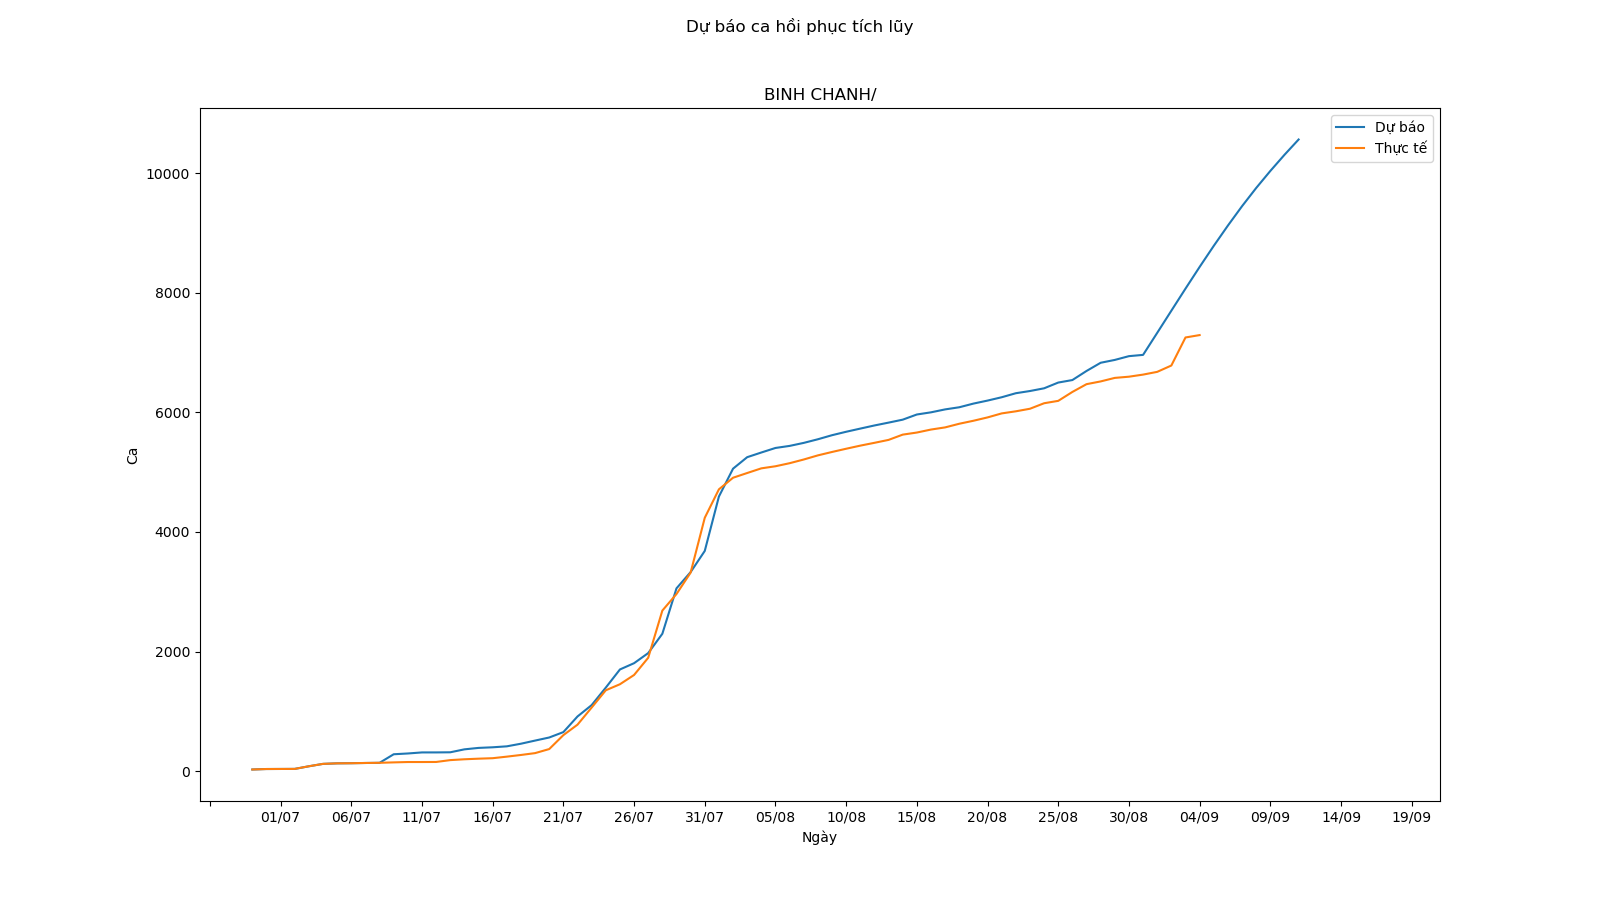 Dự báo ca hồi phục tích lũy
BINH CHANH/
Dự báo
Thực tế
10000
8000
6000
4000
2000
0
Ca
01/07 06/07 11/07 16/07 21/07 26/07 31/07 05/08 10/08 15/08 20/08 25/08 30/08 04/09 09/09 14/09 19/09
Ngày